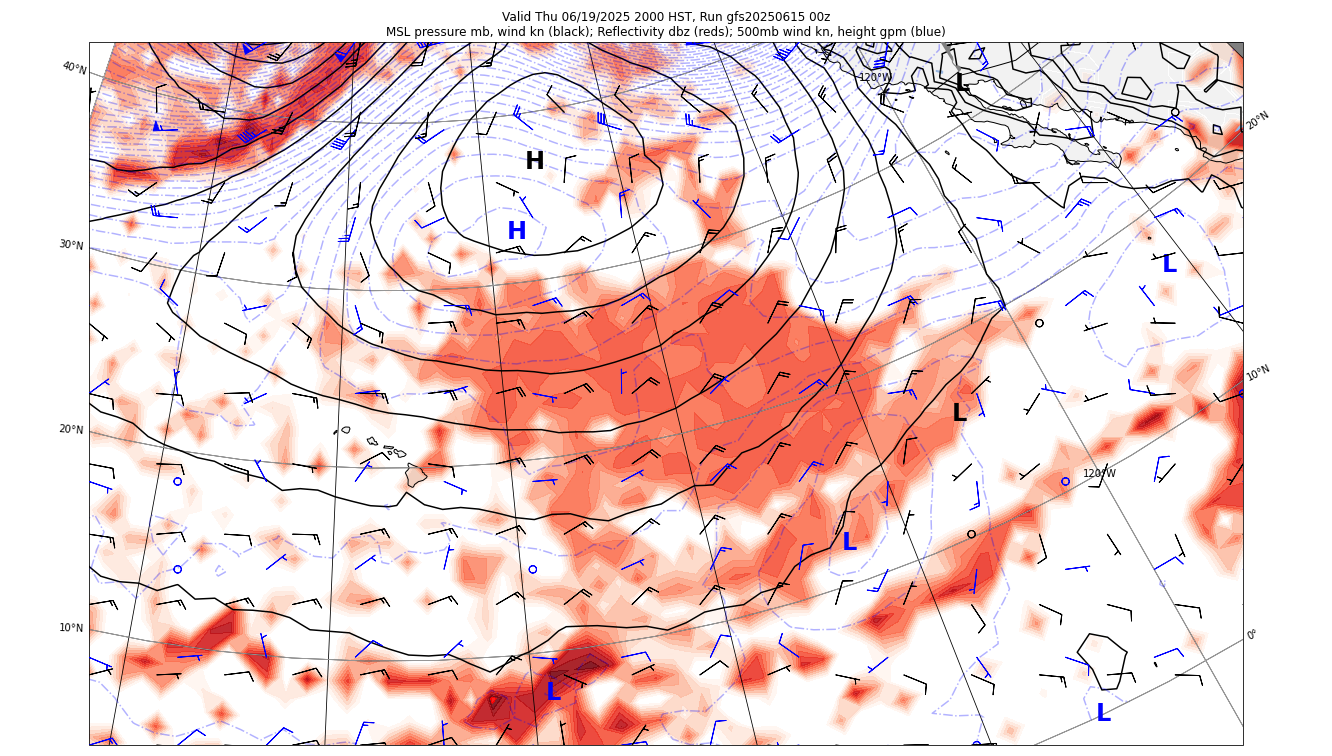 Valid Thu 06/19/2025 2000 HST, Run gfs20250615 00z
MSL pressure mb, wind kn (black); Reflectivity dbz (reds); 500mb wind kn, height gpm (blue)
40°N
120°W
L
20°N
H
30°N
H
L
10°N
20°N
L
120°W
L
10°N
0°
L
L